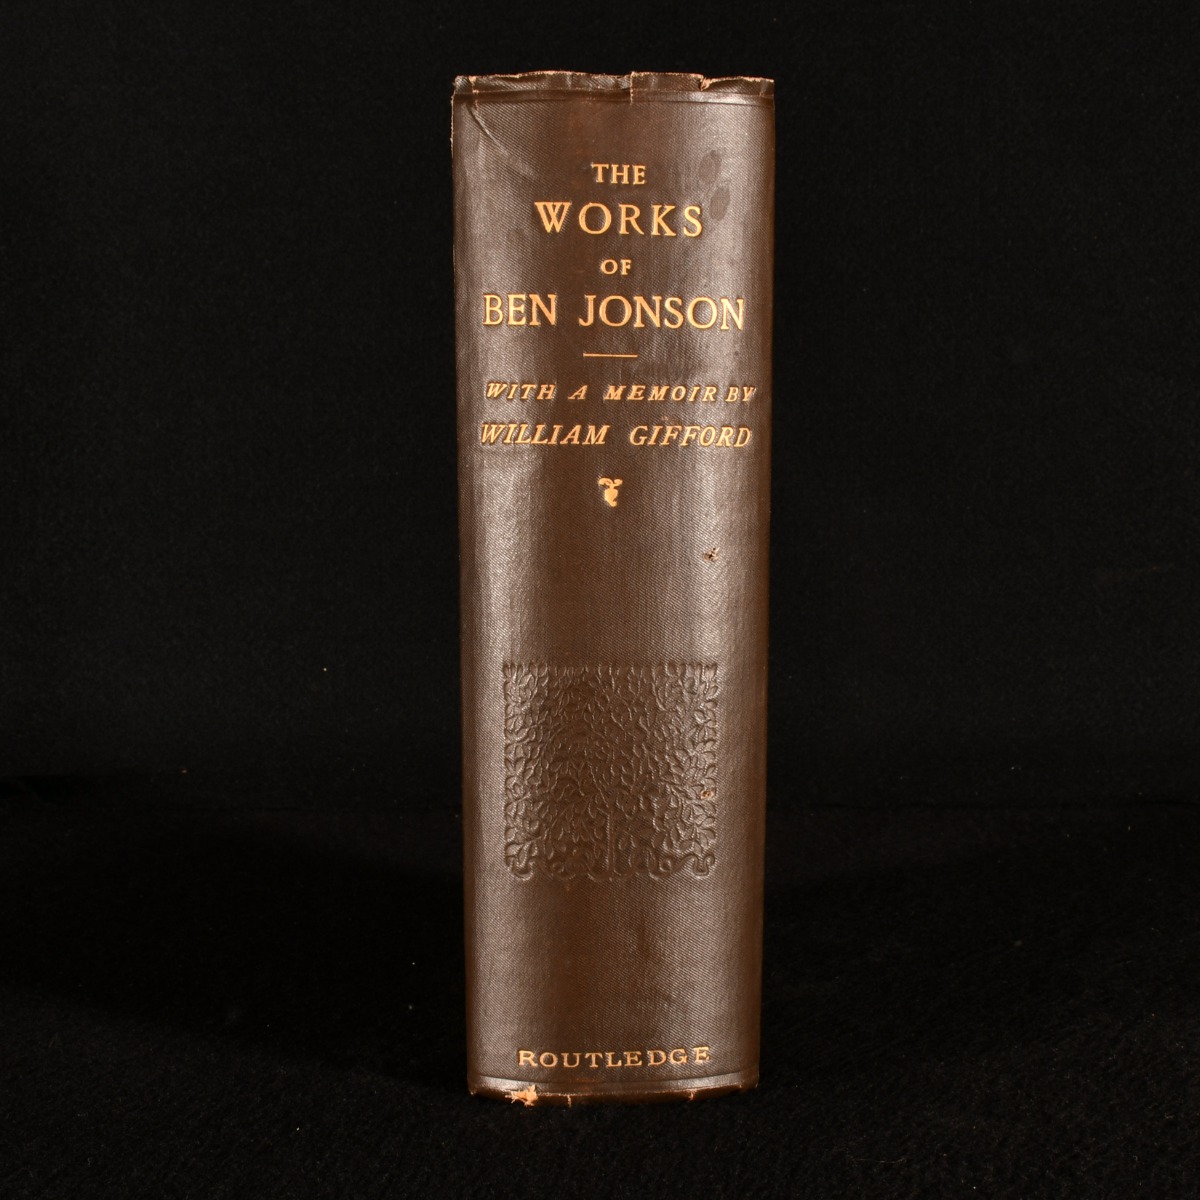 THE
WORKS
OF
BEN JONSON
WITH A MEMOIR BY
WILLIAM GIFFORD
ROUTLEDGE